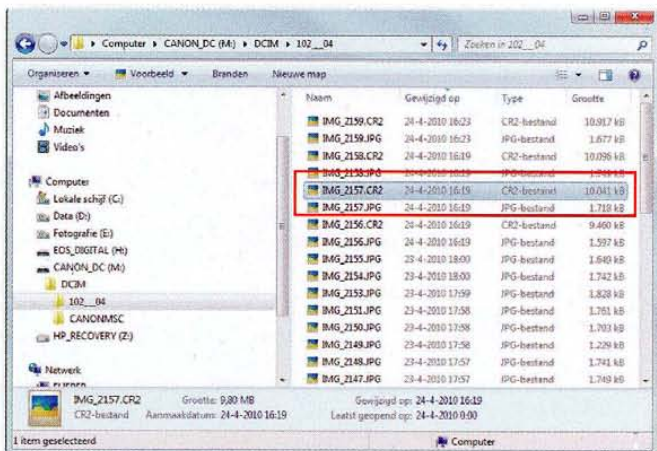 Computer ▸ CANON_DC (M:) ▸ DCIM ▸ 102__04
Zoeken in 102__04
Organiseren Voorbeeld Branden Nieuwe map
Afbeeldingen
Documenten
Muziek
Video's
Computer
Lokale schijf (C:)
Data (D:)
Fotografie (E:)
EOS_DIGITAL (H:)
CANON_DC (M:)
DCIM
102__04
CANONMSC
HP_RECOVERY (Z:)
Netwerk
Naam Gewijzigd op Type Grootte
IMG_2159.CR2 24-4-2010 16:23 CR2-bestand 10.917 kB
IMG_2159.JPG 24-4-2010 16:23 JPG-bestand 1.677 kB
IMG_2158.CR2 24-4-2010 16:19 CR2-bestand 10.096 kB
IMG_2158.JPG 24-4-2010 16:19 JPG-bestand
IMG_2157.CR2 24-4-2010 16:19 CR2-bestand 10.041 kB
IMG_2157.JPG 24-4-2010 16:19 JPG-bestand 1.718 kB
IMG_2156.CR2 24-4-2010 16:19 CR2-bestand 9.460 kB
IMG_2156.JPG 24-4-2010 16:19 JPG-bestand 1.597 kB
IMG_2155.JPG 23-4-2010 18:00 JPG-bestand 1.649 kB
IMG_2154.JPG 23-4-2010 18:00 JPG-bestand 1.742 kB
IMG_2153.JPG 23-4-2010 17:59 JPG-bestand 1.828 kB
IMG_2151.JPG 23-4-2010 17:58 JPG-bestand 1.761 kB
IMG_2150.JPG 23-4-2010 17:58 JPG-bestand 1.703 kB
IMG_2149.JPG 23-4-2010 17:58 JPG-bestand 1.229 kB
IMG_2148.JPG 23-4-2010 17:57 JPG-bestand 1.741 kB
IMG_2147.JPG 23-4-2010 17:57 JPG-bestand 1.749 kB
IMG_2157.CR2 Grootte: 9,80 MB Gewijzigd op: 24-4-2010 16:19
CR2-bestand Aanmaakdatum: 24-4-2010 16:19 Laatst geopend op: 24-4-2010 0:00
1 item geselecteerd Computer